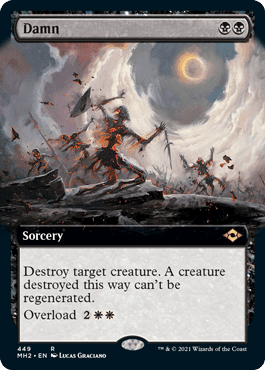 Damn
Sorcery
Destroy target creature. A creature
destroyed this way can't be
regenerated.
Overload 2
449 R
MH2 • EN LUCAS GRACIANO ™ & © 2021 Wizards of the Coast